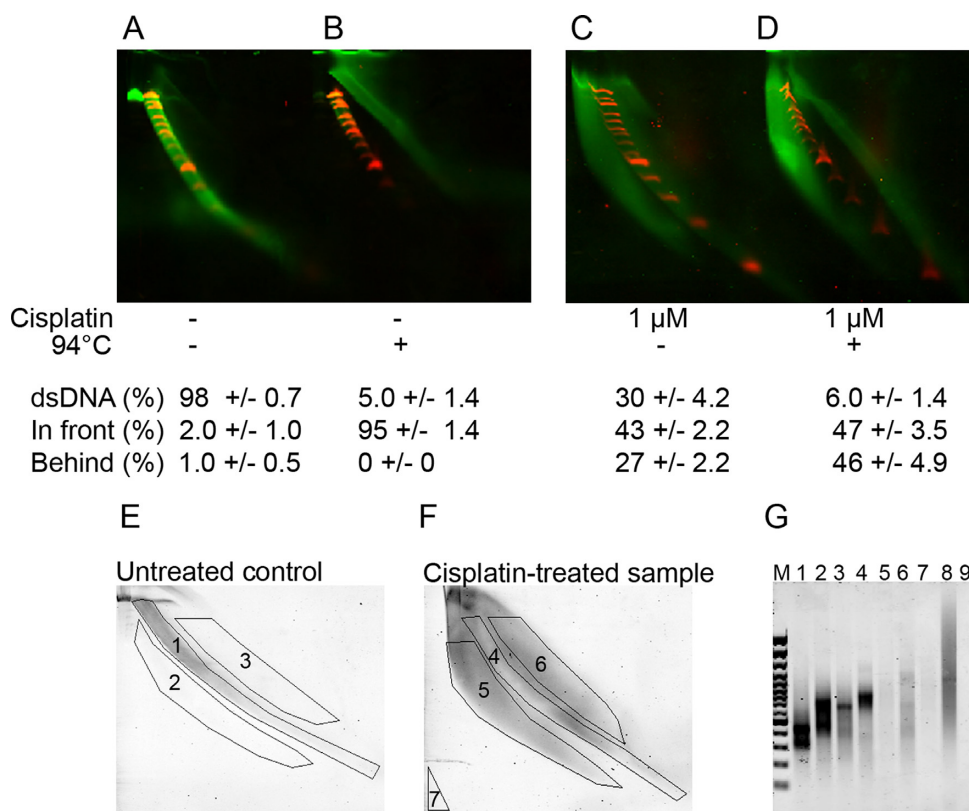 A B C D
Cisplatin - - 1 µM 1 µM
94°C - + - +
dsDNA (%) 98 +/- 0.7 5.0 +/- 1.4 30 +/- 4.2 6.0 +/- 1.4
In front (%) 2.0 +/- 1.0 95 +/- 1.4 43 +/- 2.2 47 +/- 3.5
Behind (%) 1.0 +/- 0.5 0 +/- 0 27 +/- 2.2 46 +/- 4.9
E F G
Untreated control Cisplatin-treated sample M 1 2 3 4 5 6 7 8 9
1 2 3 4 5 6 7